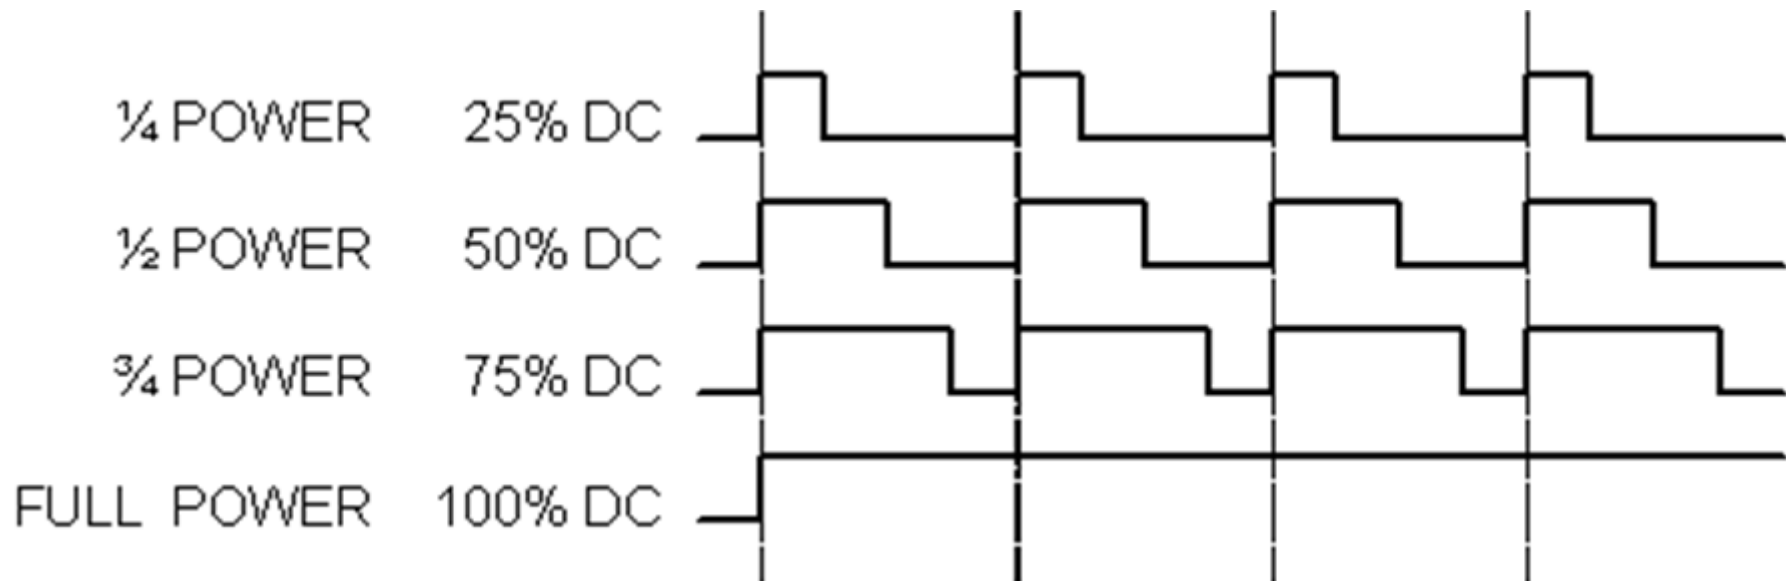 ¼ POWER 25% DC
½ POWER 50% DC
¾ POWER 75% DC
FULL POWER 100% DC